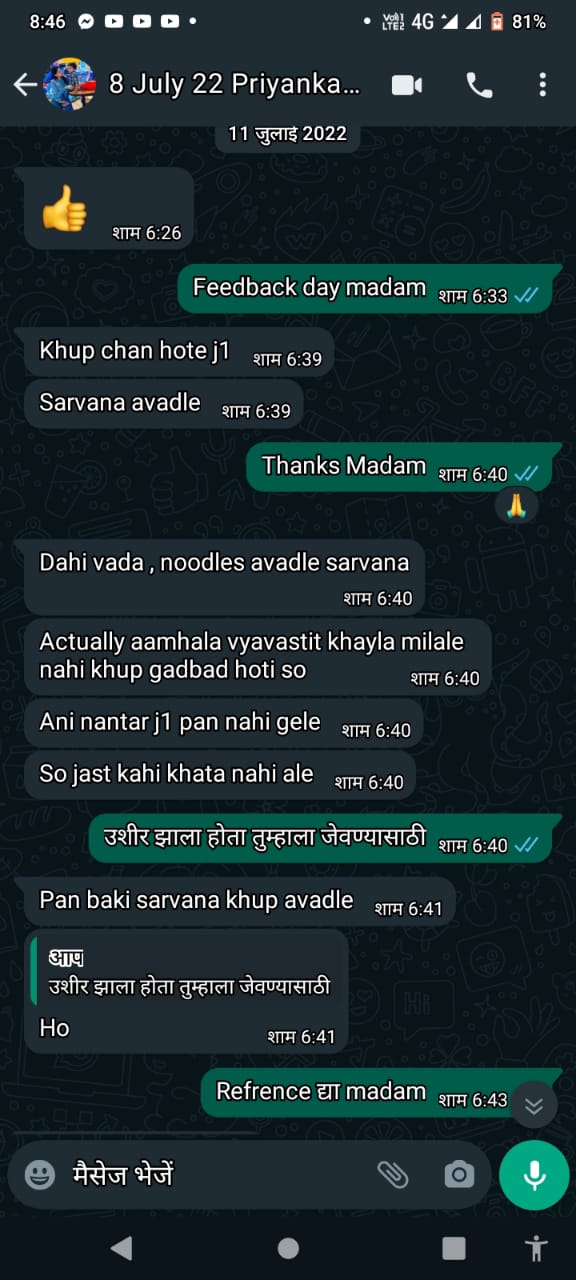 8:46
Vo)) LTE2 4G 81%
8 July 22 Priyanka...
11 जुलाई 2022
👍 शाम 6:26
Feedback day madam शाम 6:33
Khup chan hote j1 शाम 6:39
Sarvana avadle शाम 6:39
Thanks Madam शाम 6:40
🙏
Dahi vada , noodles avadle sarvana
शाम 6:40
Actually aamhala vyavastit khayla milale
nahi khup gadbad hoti so शाम 6:40
Ani nantar j1 pan nahi gele शाम 6:40
So jast kahi khata nahi ale शाम 6:40
उशीर झाला होता तुम्हाला जेवण्यासाठी शाम 6:40
Pan baki sarvana khup avadle शाम 6:41
आप
उशीर झाला होता तुम्हाला जेवण्यासाठी
Ho शाम 6:41
Refrence द्या madam शाम 6:43
मैसेज भेजें